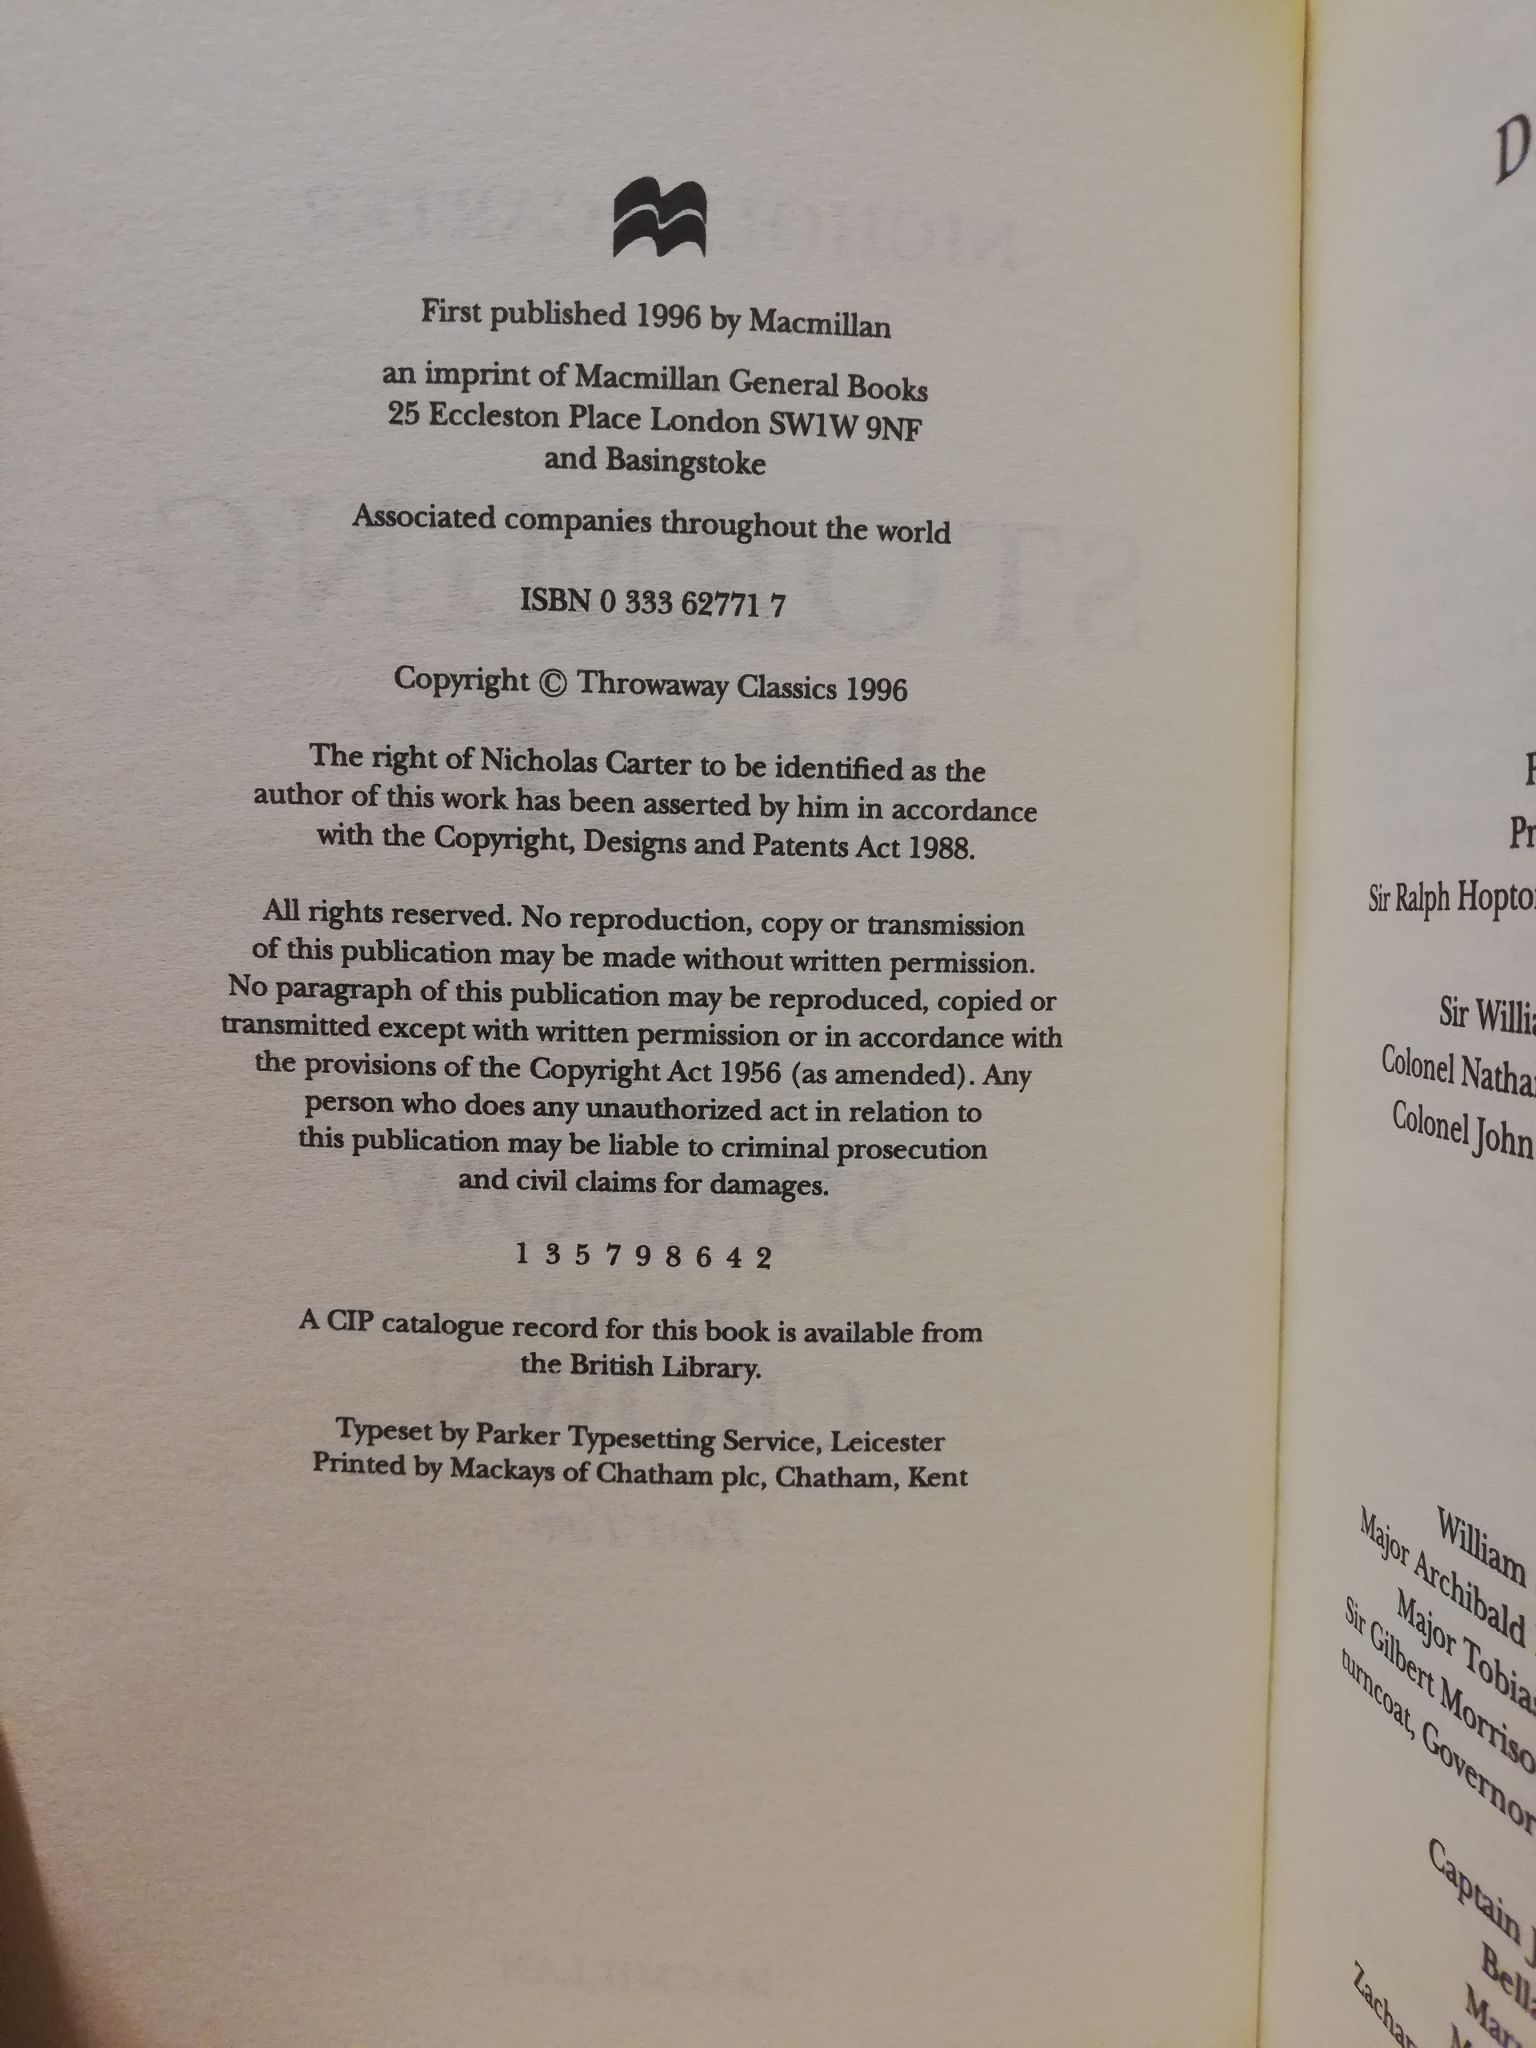 First published 1996 by Macmillan
an imprint of Macmillan General Books
25 Eccleston Place London SW1W 9NF
and Basingstoke
Associated companies throughout the world
ISBN 0 333 62771 7
Copyright © Throwaway Classics 1996
The right of Nicholas Carter to be identified as the
author of this work has been asserted by him in accordance
with the Copyright, Designs and Patents Act 1988.
All rights reserved. No reproduction, copy or transmission
of this publication may be made without written permission.
No paragraph of this publication may be reproduced, copied or
transmitted except with written permission or in accordance with
the provisions of the Copyright Act 1956 (as amended). Any
person who does any unauthorized act in relation to
this publication may be liable to criminal prosecution
and civil claims for damages.
1 3 5 7 9 8 6 4 2
A CIP catalogue record for this book is available from
the British Library.
Typeset by Parker Typesetting Service, Leicester
Printed by Mackays of Chatham plc, Chatham, Kent
D
Pr
Sir Ralph Hopto
Sir Willia
Colonel Natha
Colonel John
William
Major Archibald
Major Tobias
Sir Gilbert Morriso
turncoat, Governor
Captain J
Bella
Mary
Zachar